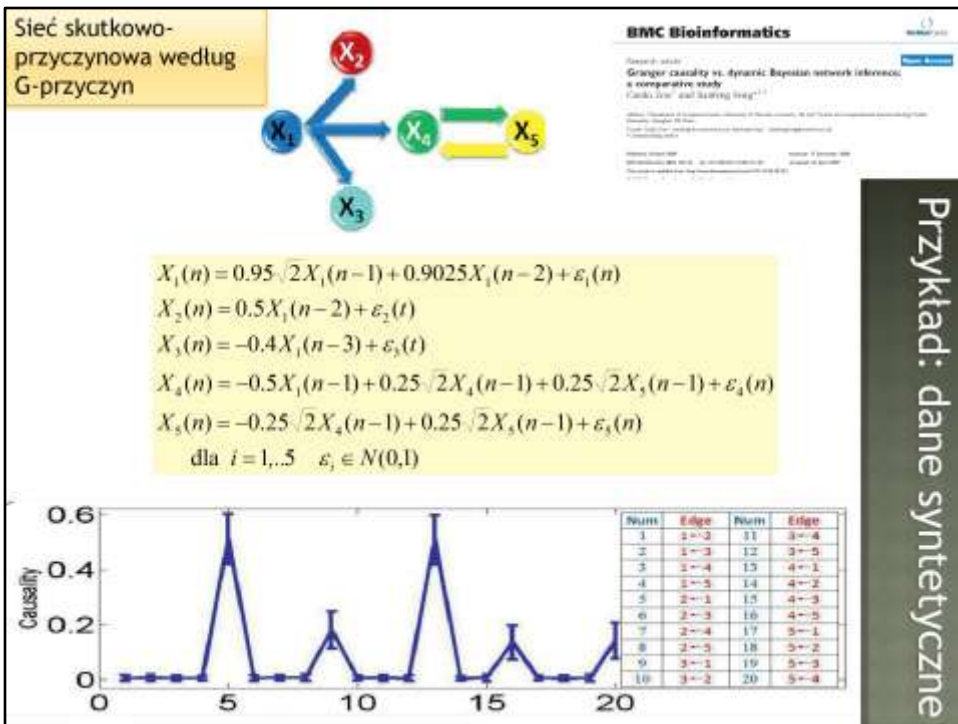 Sieć skutkowo-
przyczynowa według
G-przyczyn
X₂
X₁
X₄
X₅
X₃
BMC Bioinformatics
Research article
Open Access
Granger causality vs. dynamic Bayesian network inference:
a comparative study
Przykład: dane syntetyczne
X₁(n) = 0.95√2X₁(n−1) + 0.9025X₁(n−2) + ε₁(n)
X₂(n) = 0.5X₁(n−2) + ε₂(t)
X₃(n) = −0.4X₁(n−3) + ε₃(t)
X₄(n) = −0.5X₁(n−1) + 0.25√2X₄(n−1) + 0.25√2X₅(n−1) + ε₄(n)
X₅(n) = −0.25√2X₄(n−1) + 0.25√2X₅(n−1) + ε₅(n)
dla i = 1,..5 εᵢ ∈ N(0,1)
Causality
0.6
0.4
0.2
0
0 5 10 15 20
Num Edge Num Edge
1 1←2 11 3←4
2 1←3 12 3←5
3 1←4 13 4←1
4 1←5 14 4←2
5 2←1 15 4←3
6 2←3 16 4←5
7 2←4 17 5←1
8 2←5 18 5←2
9 3←1 19 5←3
10 3←2 20 5←4